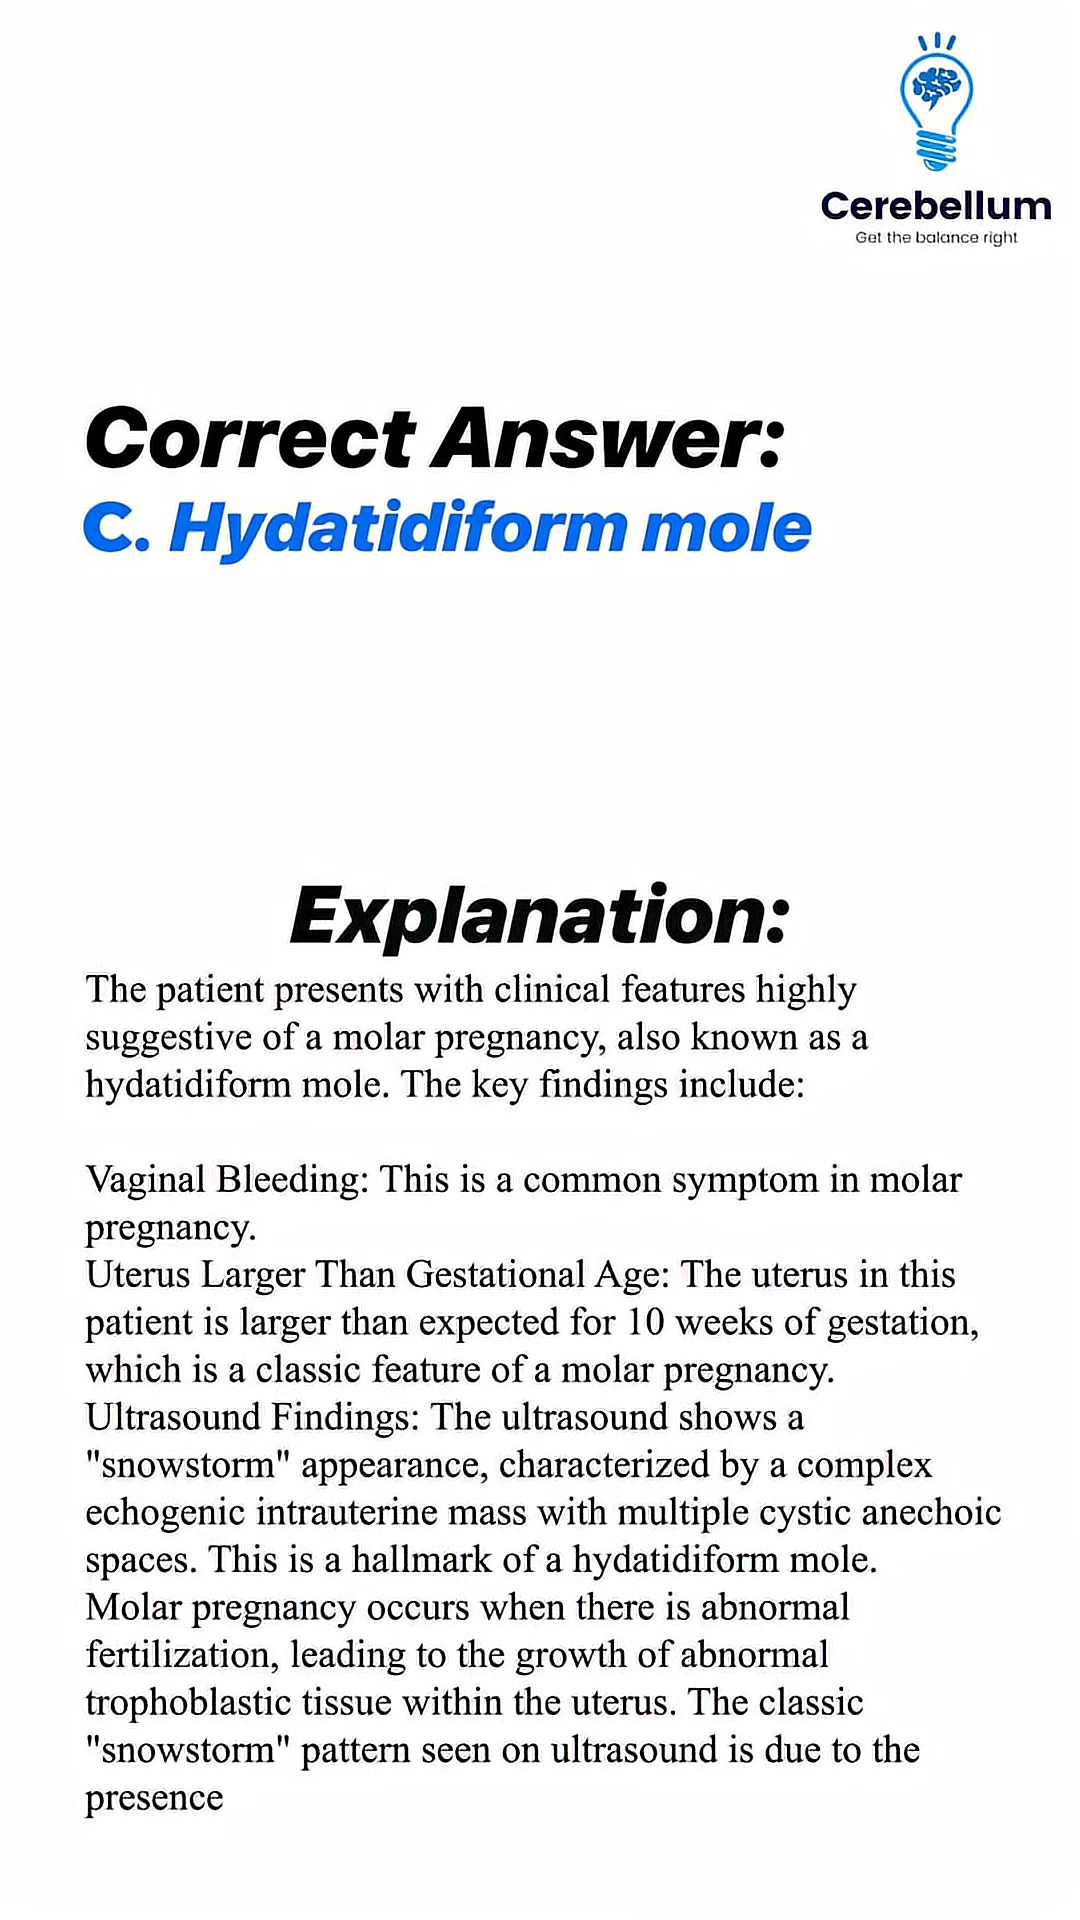 Cerebellum
Get the balance right
Correct Answer:
C. Hydatidiform mole
Explanation:
The patient presents with clinical features highly
suggestive of a molar pregnancy, also known as a
hydatidiform mole. The key findings include:
Vaginal Bleeding: This is a common symptom in molar
pregnancy.
Uterus Larger Than Gestational Age: The uterus in this
patient is larger than expected for 10 weeks of gestation,
which is a classic feature of a molar pregnancy.
Ultrasound Findings: The ultrasound shows a
"snowstorm" appearance, characterized by a complex
echogenic intrauterine mass with multiple cystic anechoic
spaces. This is a hallmark of a hydatidiform mole.
Molar pregnancy occurs when there is abnormal
fertilization, leading to the growth of abnormal
trophoblastic tissue within the uterus. The classic
"snowstorm" pattern seen on ultrasound is due to the
presence